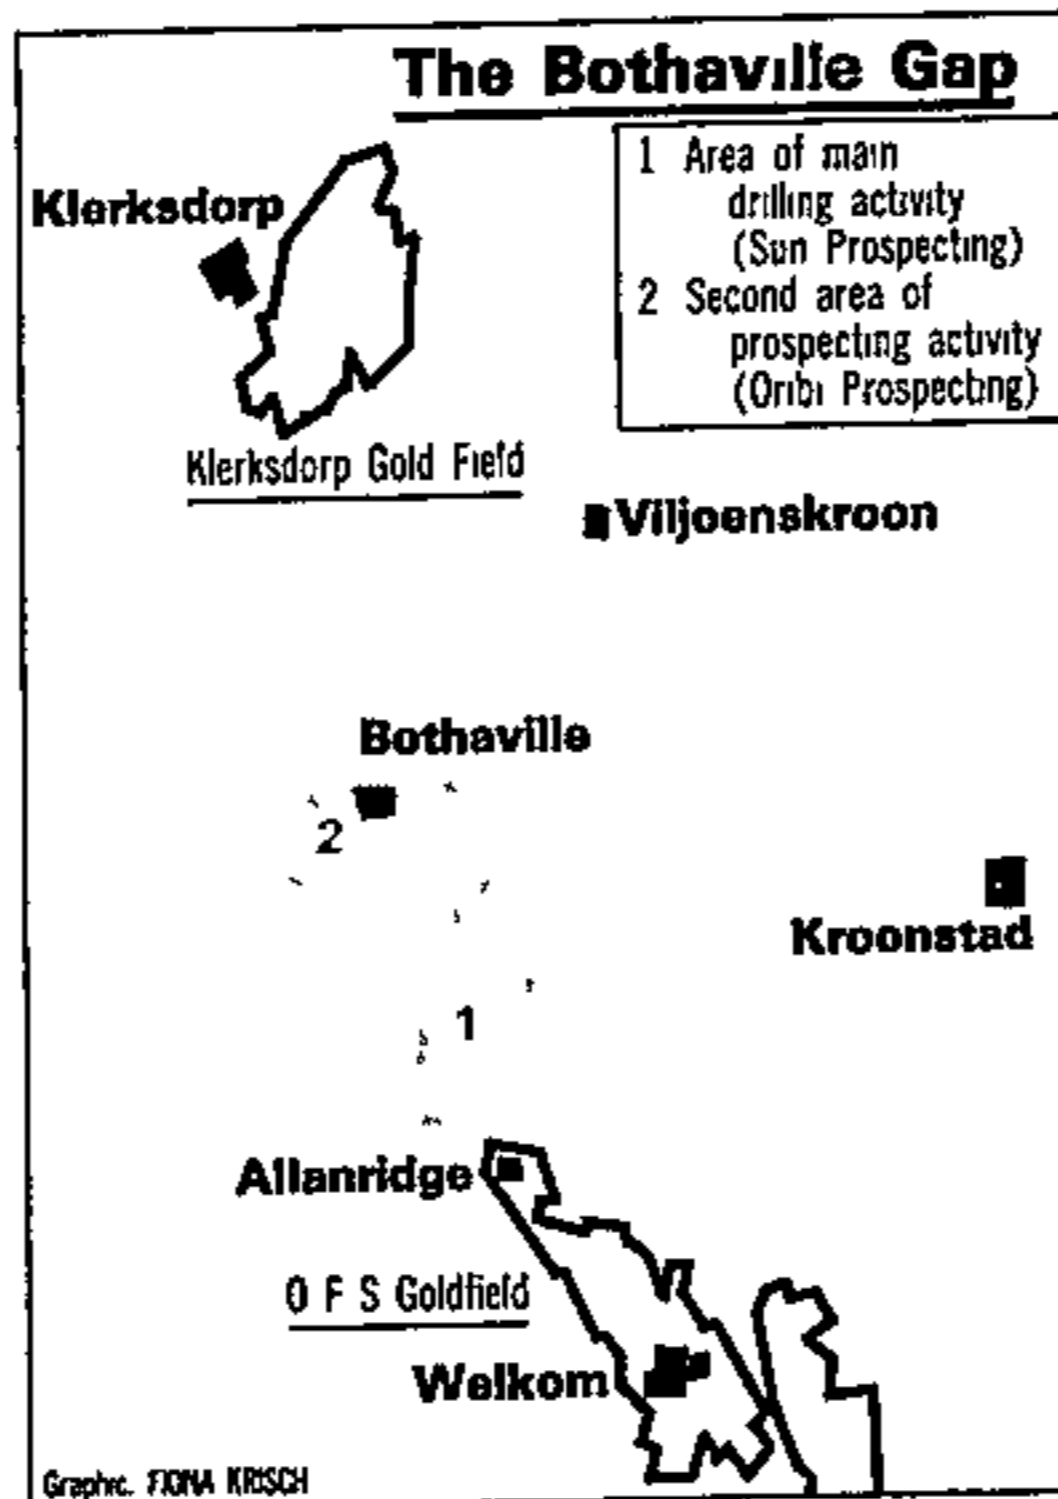 The Bothaville Gap
1 Area of main
drilling activity
(Sun Prospecting)
2 Second area of
prospecting activity
(Oribi Prospecting)
Klerksdorp
Klerksdorp Gold Field
Viljoenskroon
Bothaville
2
Kroonstad
1
Allanridge
O F S Goldfield
Welkom
Graphic. FIONA KRISCH